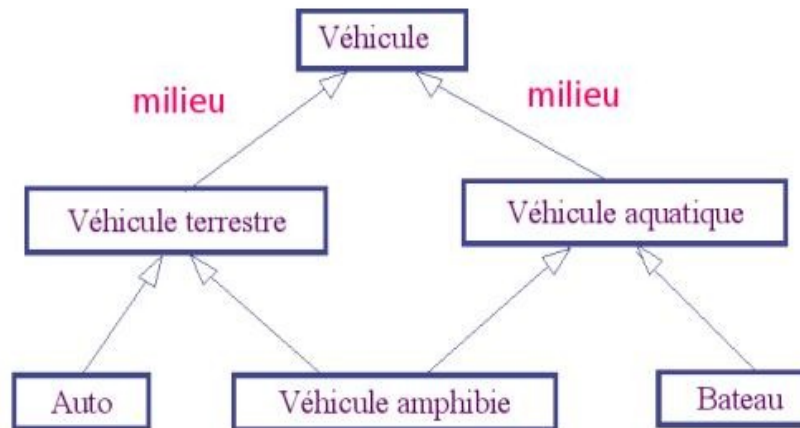 Véhicule
milieu
milieu
Véhicule terrestre
Véhicule aquatique
Auto
Véhicule amphibie
Bateau